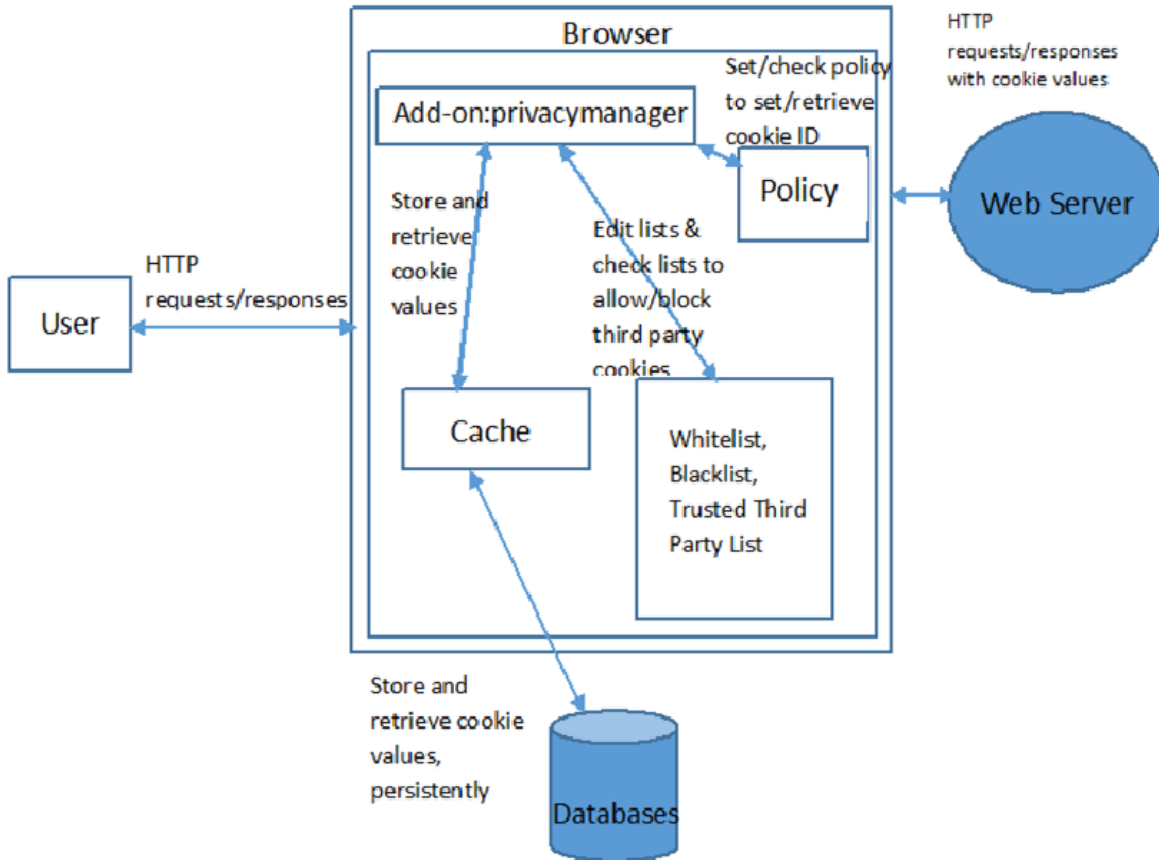 Browser
HTTP
requests/responses
with cookie values
Set/check policy
to set/retrieve
cookie ID
Add-on:privacymanager
Policy
Web Server
Store and
retrieve
cookie
values
Edit lists &
check lists to
allow/block
third party
cookies
HTTP
requests/responses
User
Cache
Whitelist,
Blacklist,
Trusted Third
Party List
Store and
retrieve cookie
values,
persistently
Databases